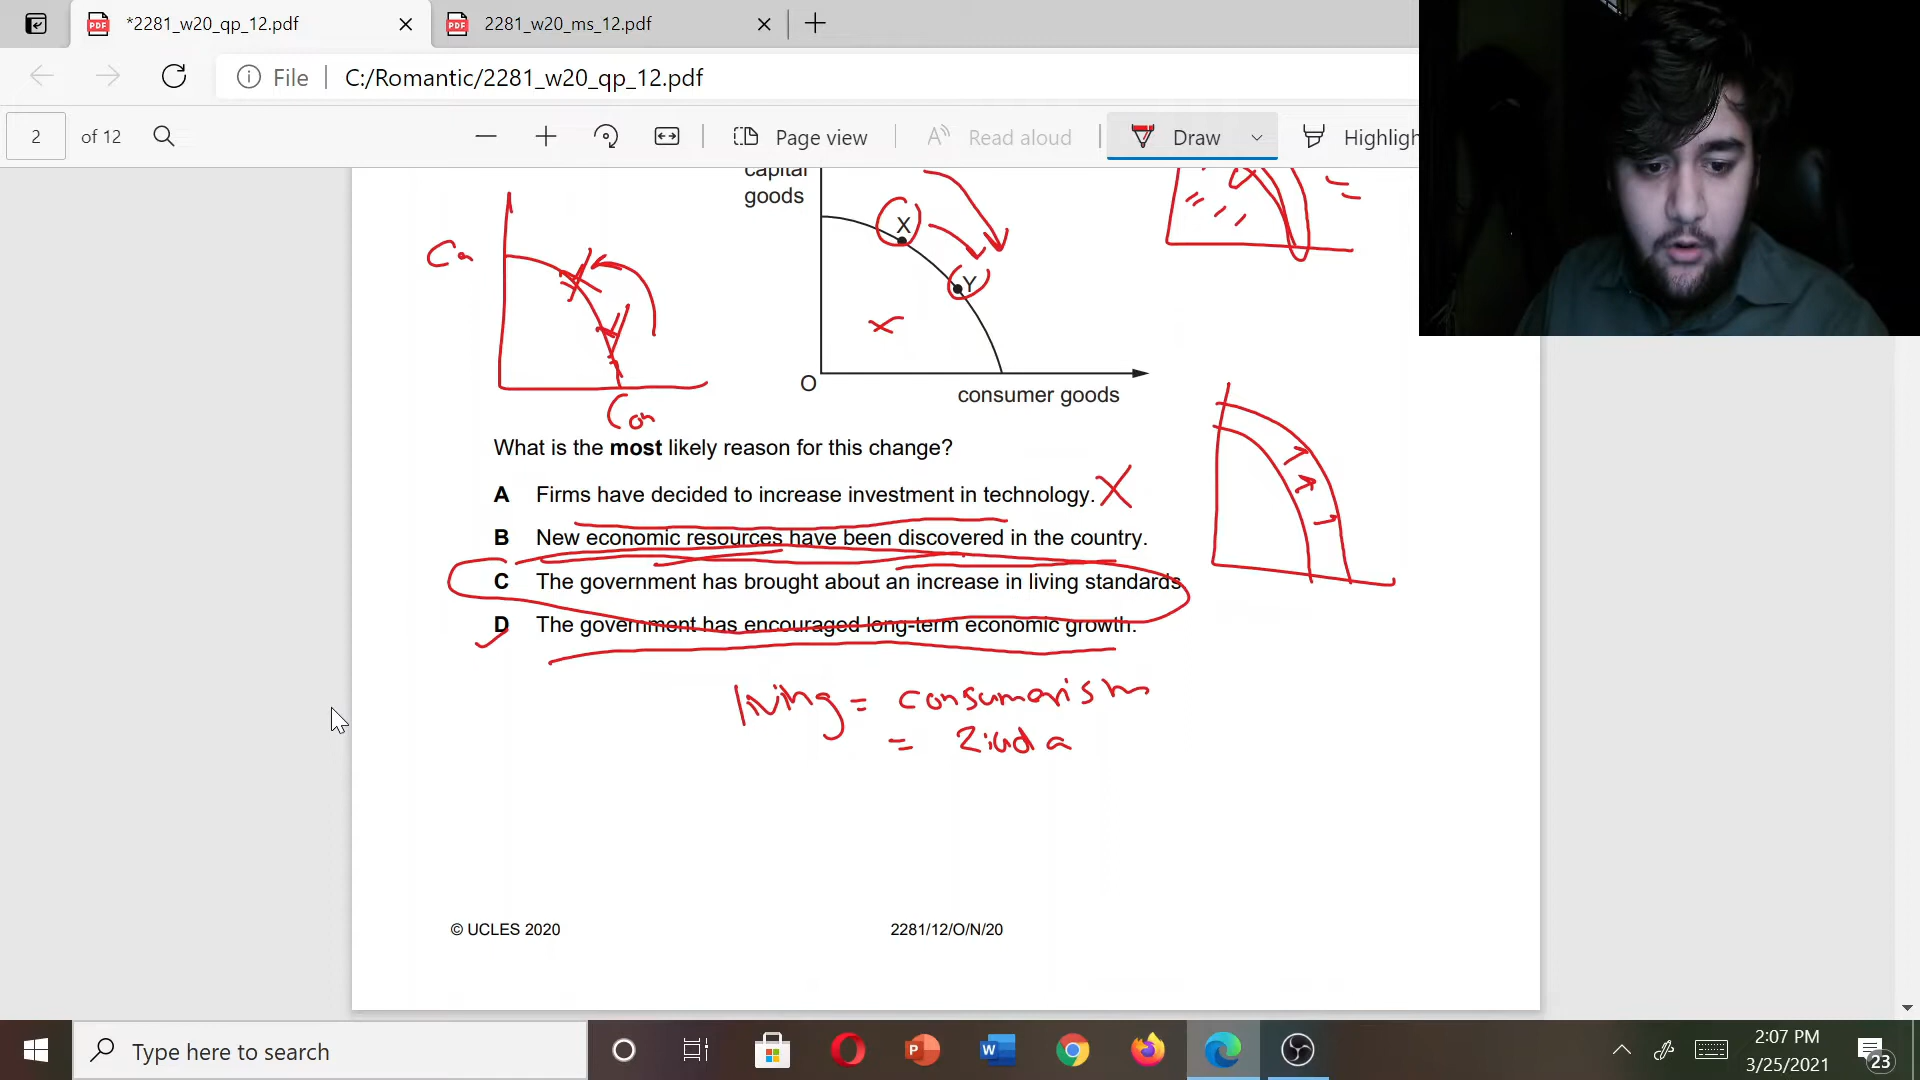 *2281_w20_qp_12.pdf
2281_w20_ms_12.pdf
File
C:/Romantic/2281_w20_qp_12.pdf
2
of 12
Page view
Read aloud
Draw
Highligh
capital
goods
X
Y
O
consumer goods
Ca
Con
What is the most likely reason for this change?
A Firms have decided to increase investment in technology.
B New economic resources have been discovered in the country.
C The government has brought about an increase in living standards
D The government has encouraged long-term economic growth.
living = consumerism
= Ziada
© UCLES 2020
2281/12/O/N/20
Type here to search
2:07 PM
3/25/2021
23